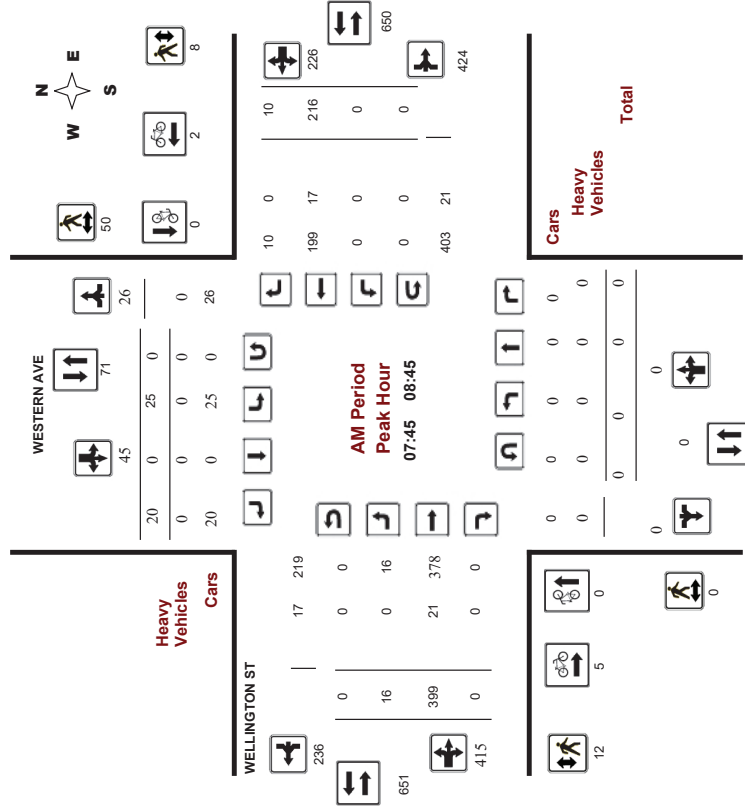 N
W E
S
8
2
50
0
WESTERN AVE
26
71
45
20 0 25 0
0 0 0 0 0
20 0 25 0 26
Heavy
Vehicles
Cars
650
226
424
10 216 0 0
0 17 0 0 21
10 199 0 0 403
AM Period
Peak Hour
07:45 08:45
WELLINGTON ST
219 0 16 378 0
17 0 0 21 0
0 16 399 0
236
651
415
Cars
Heavy
Vehicles
Total
0 0 0 0 0
0 0 0 0 0
0 0 0 0
0
0
0
0
5
12
0